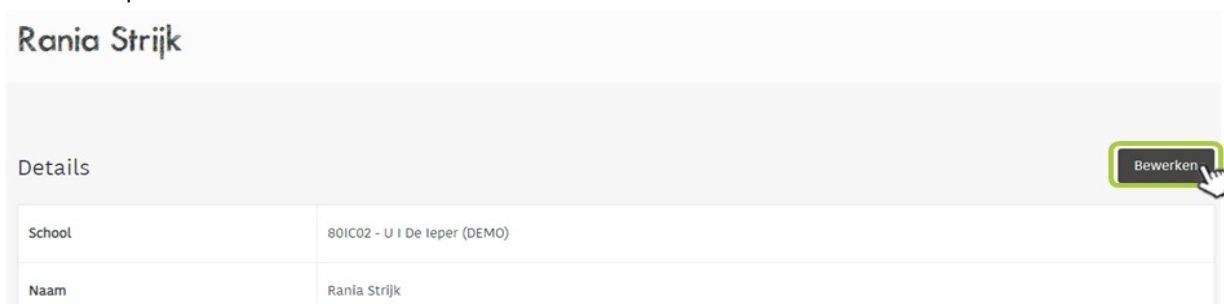 Rania Strijk
Details
Bewerken
School 80IC02 - U I De Ieper (DEMO)
Naam Rania Strijk